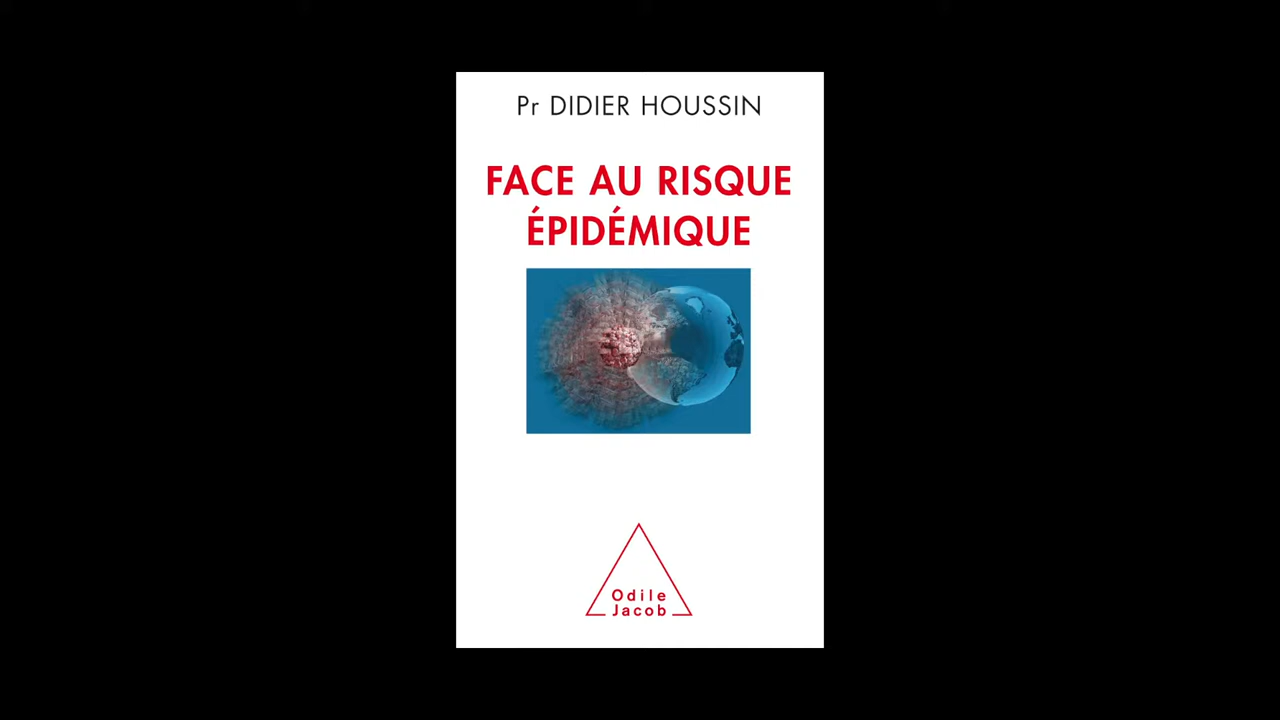 Pr DIDIER HOUSSIN
FACE AU RISQUE
ÉPIDÉMIQUE
Odile
Jacob